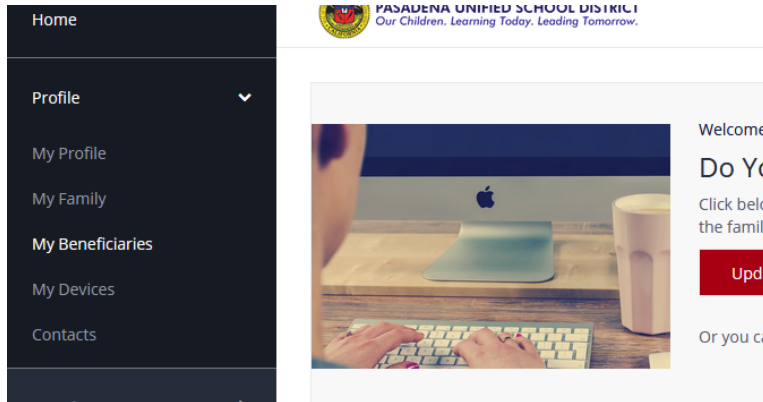 Home
PASADENA UNIFIED SCHOOL DISTRICT
Our Children. Learning Today. Leading Tomorrow.
Profile
My Profile
My Family
My Beneficiaries
My Devices
Contacts
Welcome
Do Yo
Click belo
the famil
Upd
Or you ca